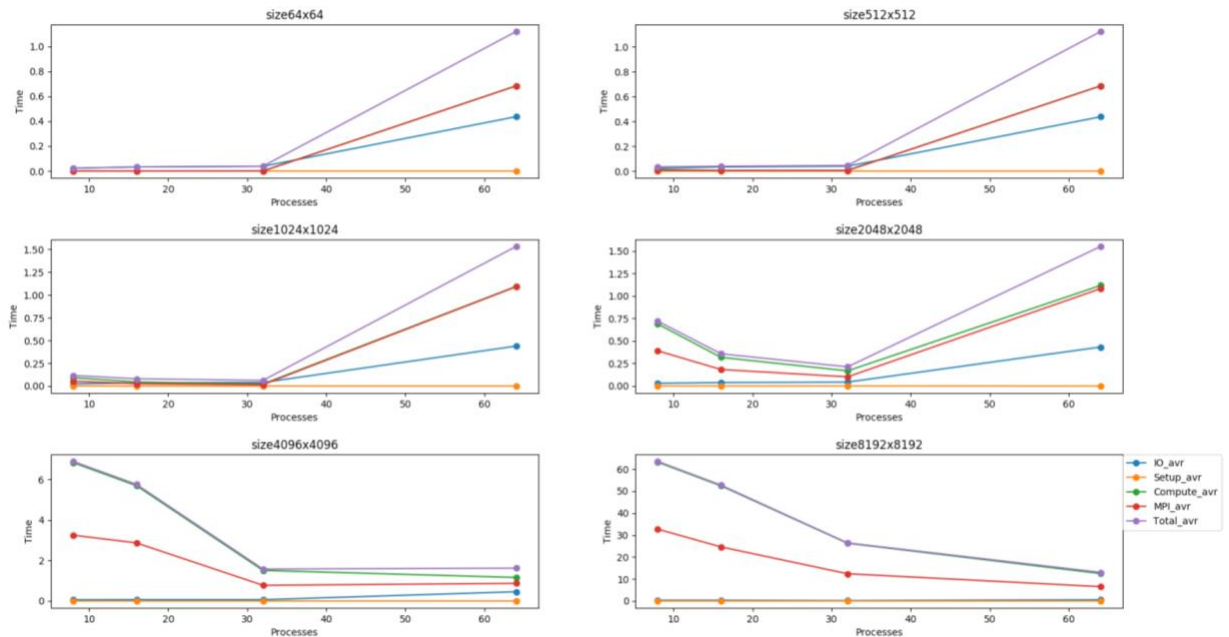 size64x64
1.0
0.8
0.6
0.4
0.2
0.0
Time
10 20 30 40 50 60
Processes
size512x512
1.0
0.8
0.6
0.4
0.2
0.0
Time
10 20 30 40 50 60
Processes
size1024x1024
1.50
1.25
1.00
0.75
0.50
0.25
0.00
Time
10 20 30 40 50 60
Processes
size2048x2048
1.50
1.25
1.00
0.75
0.50
0.25
0.00
Time
10 20 30 40 50 60
Processes
size4096x4096
6
4
2
0
Time
10 20 30 40 50 60
Processes
size8192x8192
60
50
40
30
20
10
0
Time
10 20 30 40 50 60
Processes
IO_avr
Setup_avr
Compute_avr
MPI_avr
Total_avr